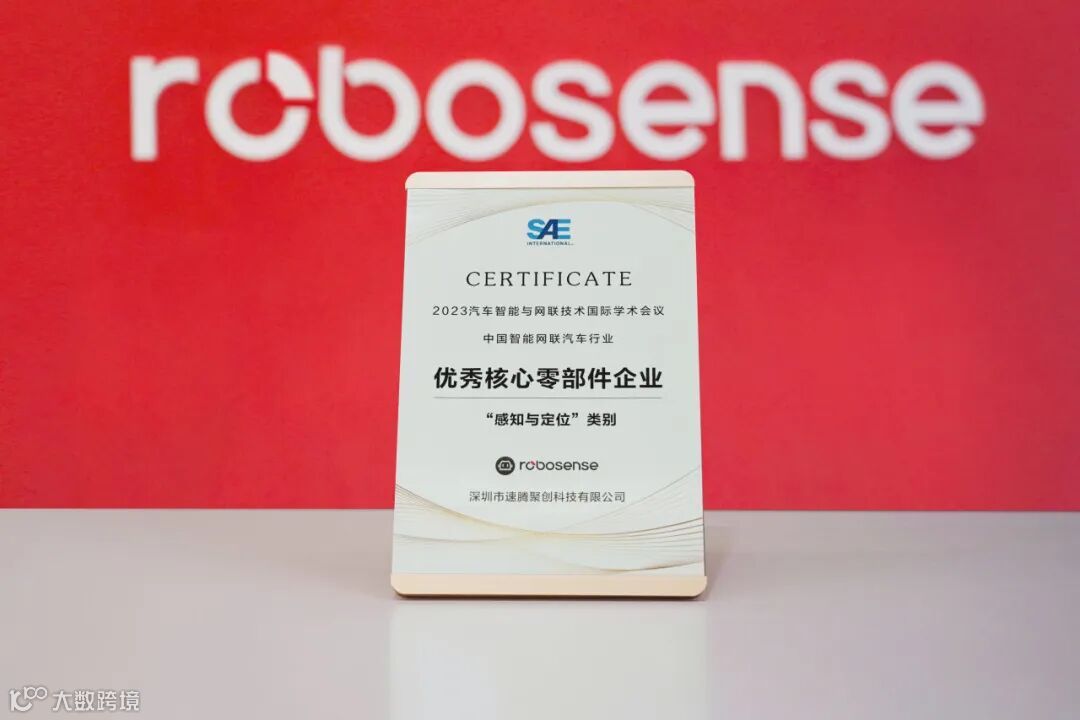 robosense
SAE
INTERNATIONAL
CERTIFICATE
2023汽车智能与网联技术国际学术会议
中国智能网联汽车行业
优秀核心零部件企业
“感知与定位”类别
robosense
深圳市速腾聚创科技有限公司
大数跨境